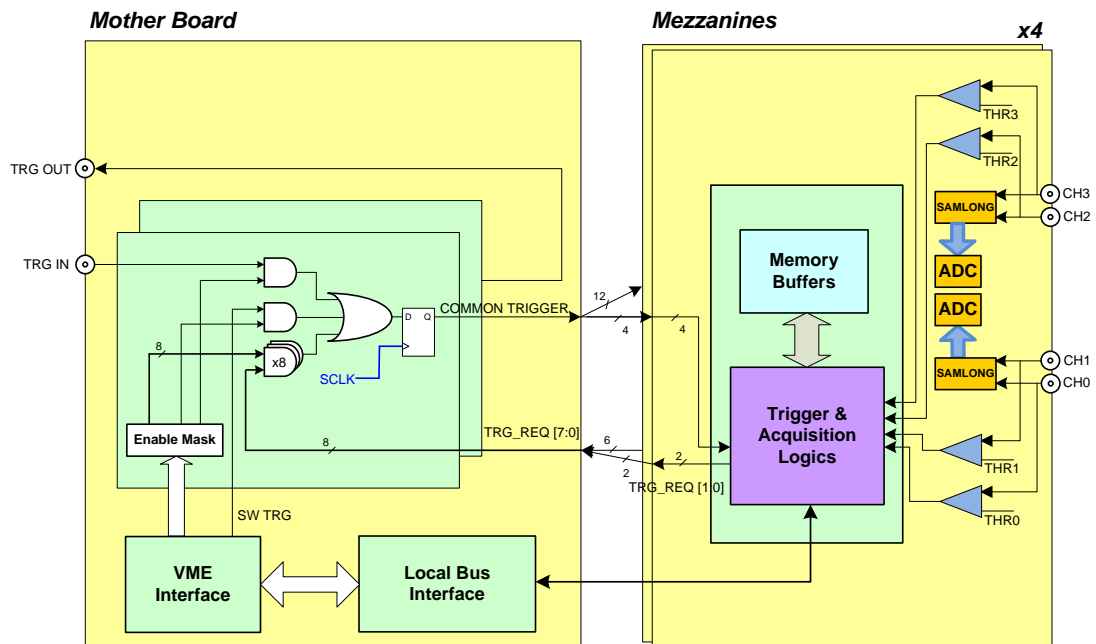 Mother Board
Mezzanines
x4
THR3
THR2
TRG OUT
CH3
SAMLONG
CH2
TRG IN
Memory
Buffers
ADC
12
COMMON TRIGGER
D Q
4
4
ADC
8
x8
SCLK
CH1
SAMLONG
CH0
Enable Mask
8
TRG_REQ [7:0]
6
2
2
TRG_REQ [1:0]
Trigger &
Acquisition
Logics
THR1
THR0
SW TRG
VME
Interface
Local Bus
Interface